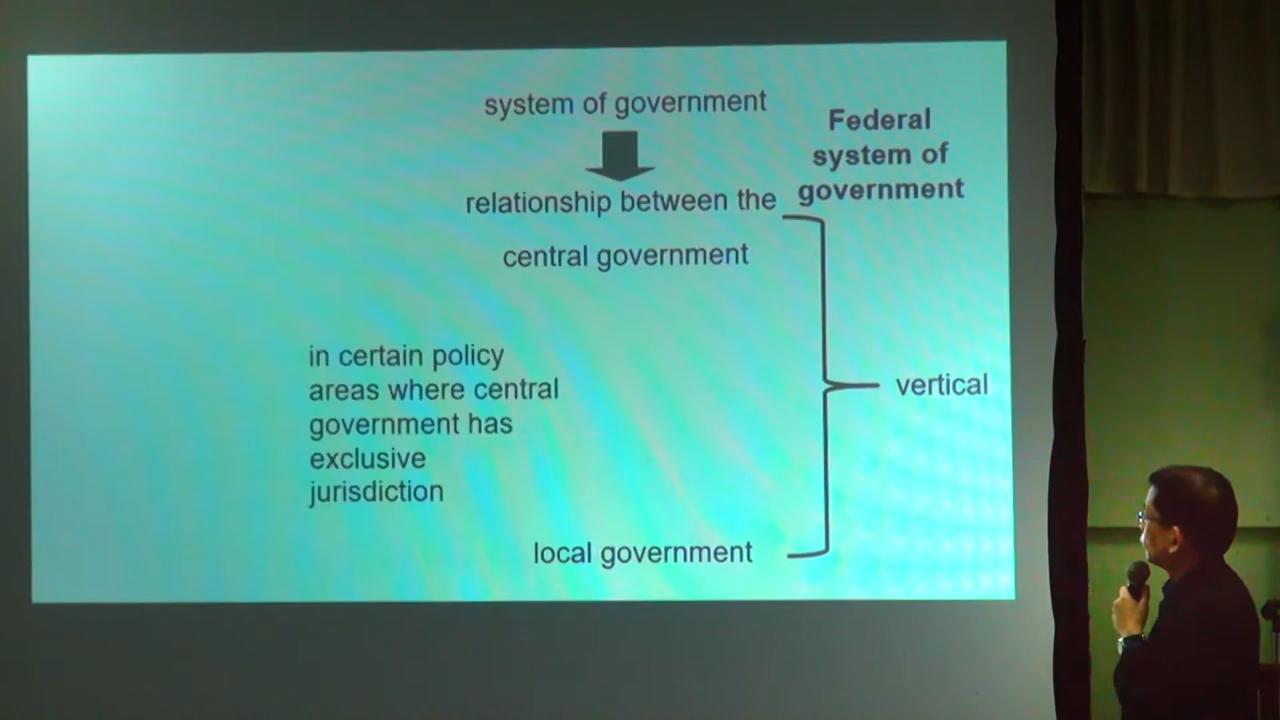 system of government
Federal
system of
government
relationship between the
central government
in certain policy
areas where central
government has
exclusive
jurisdiction
vertical
local government